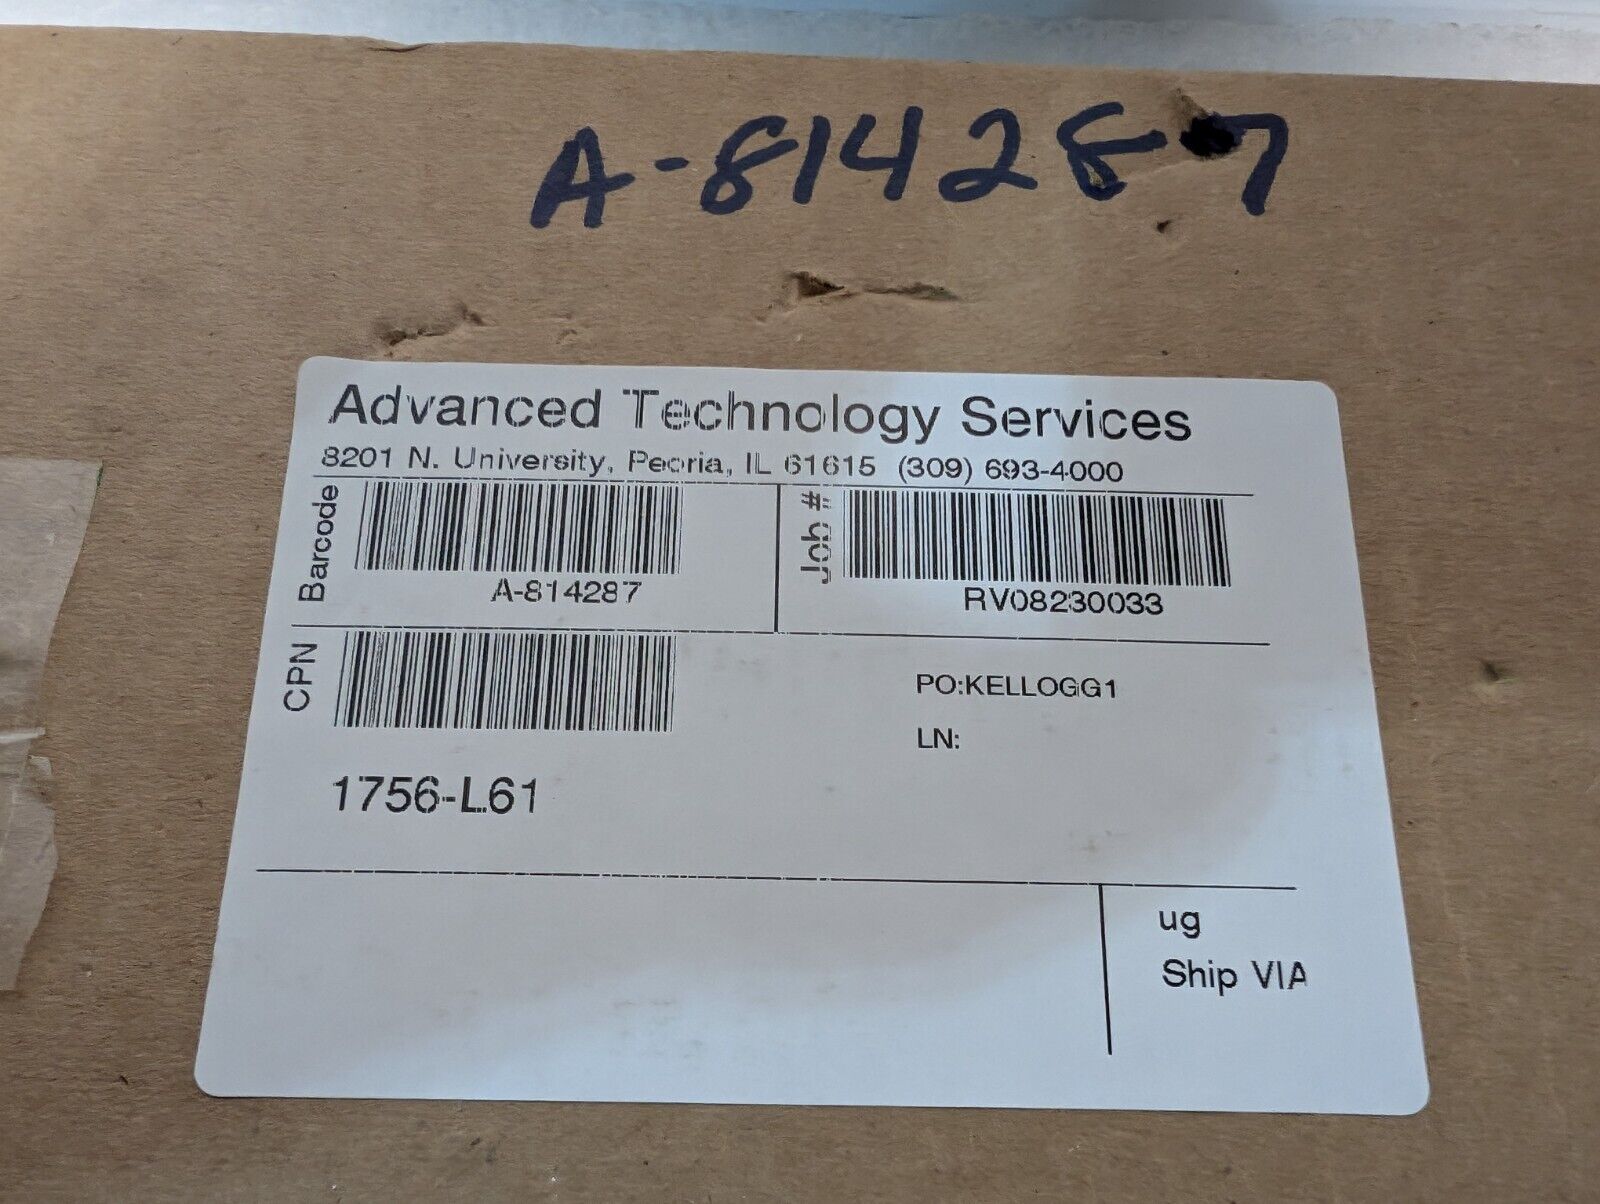 A-814287
Advanced Technology Services
8201 N. University, Peoria, IL 61615 (309) 693-4000
Barcode
A-814287
Job #
RV08230033
CPN
PO:KELLOGG1
LN:
1756-L61
ug
Ship VIA